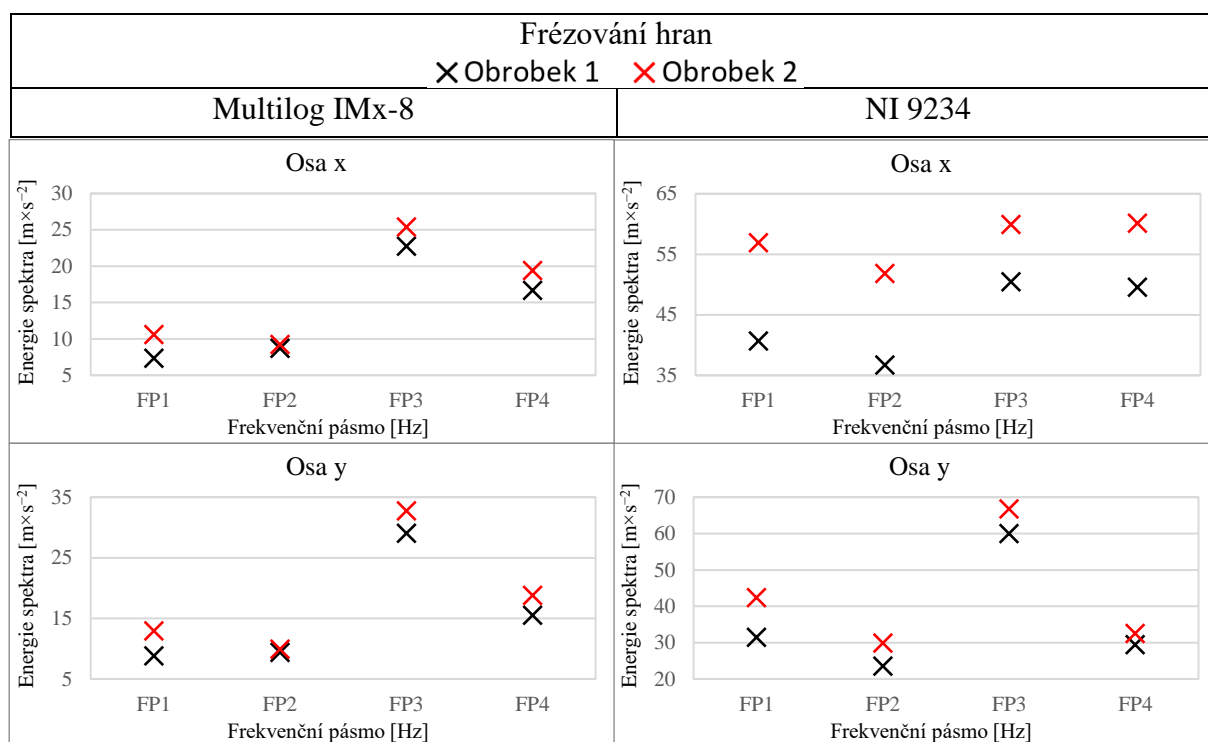 Frézování hran
Obrobek 1 Obrobek 2
Multilog IMx-8 NI 9234
Osa x
Energie spektra [m×s⁻²]
30
25
20
15
10
5
FP1 FP2 FP3 FP4
Frekvenční pásmo [Hz]
Osa x
Energie spektra [m×s⁻²]
65
55
45
35
FP1 FP2 FP3 FP4
Frekvenční pásmo [Hz]
Osa y
Energie spektra [m×s⁻²]
35
25
15
5
FP1 FP2 FP3 FP4
Frekvenční pásmo [Hz]
Osa y
Energie spektra [m×s⁻²]
70
60
50
40
30
20
FP1 FP2 FP3 FP4
Frekvenční pásmo [Hz]